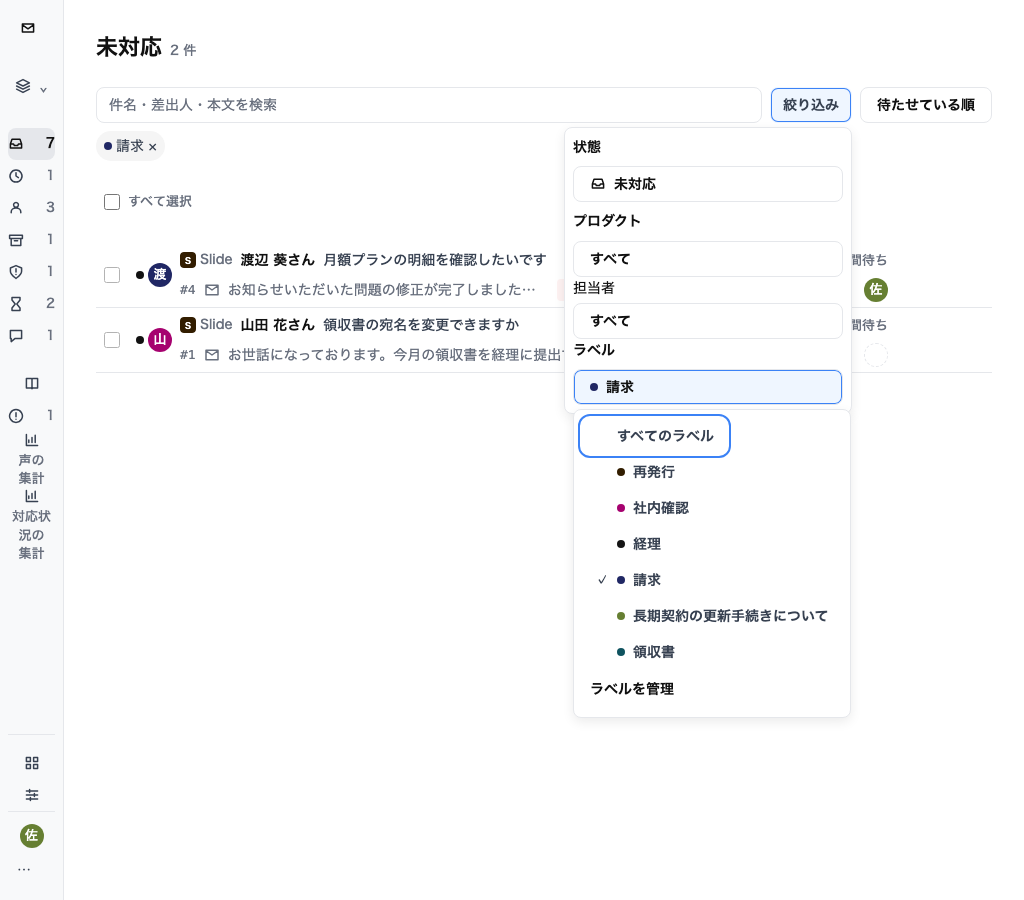 未対応 2 件
件名・差出人・本文を検索
絞り込み
待たせている順
7
1
3
1
1
2
1
1
声の
集計
対応状
況の
集計
佐
…
請求 ×
すべて選択
渡
s Slide 渡辺 葵さん 月額プランの明細を確認したいです
#4 お知らせいただいた問題の修正が完了しました…
間待ち
佐
山
s Slide 山田 花さん 領収書の宛名を変更できますか
#1 お世話になっております。今月の領収書を経理に提出
間待ち
状態
未対応
プロダクト
すべて
担当者
すべて
ラベル
請求
すべてのラベル
再発行
社内確認
経理
✓ 請求
長期契約の更新手続きについて
領収書
ラベルを管理